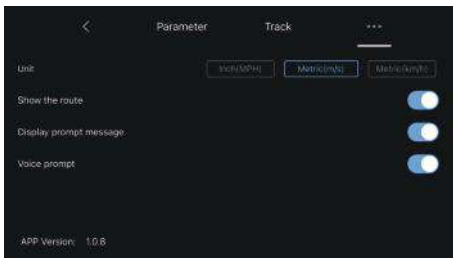 Parameter Track ...
Unit Inch(MPH) Metric(m/s) Metric(km/h)
Show the route
Display prompt message
Voice prompt
APP Version: 1.0.8